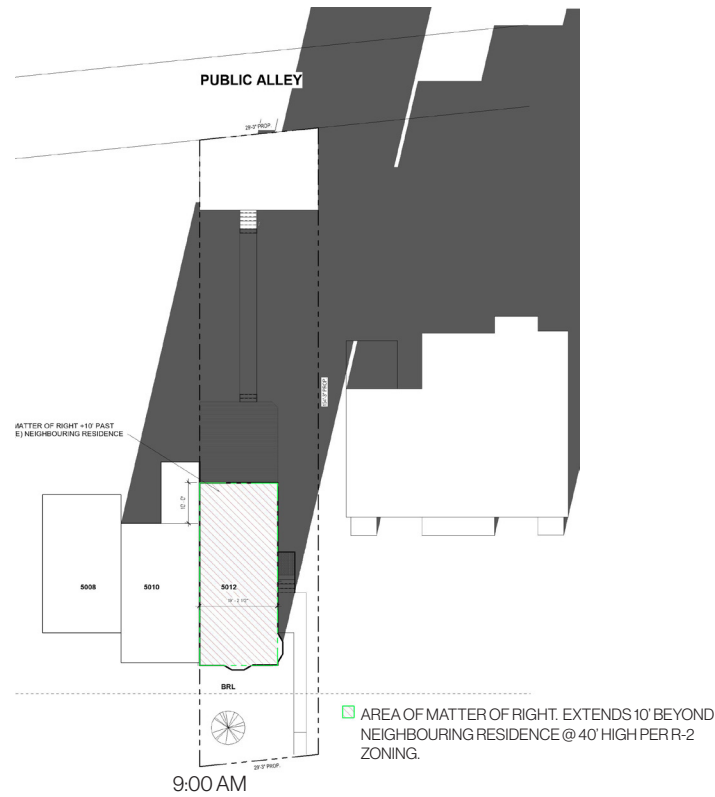 PUBLIC ALLEY
29'-3" PROP.
MATTER OF RIGHT +10' PAST
E) NEIGHBOURING RESIDENCE
PROP.
5008
5010
5012
BRL
AREA OF MATTER OF RIGHT. EXTENDS 10' BEYOND
NEIGHBOURING RESIDENCE @ 40' HIGH PER R-2
ZONING.
29'-3" PROP.
9:00 AM